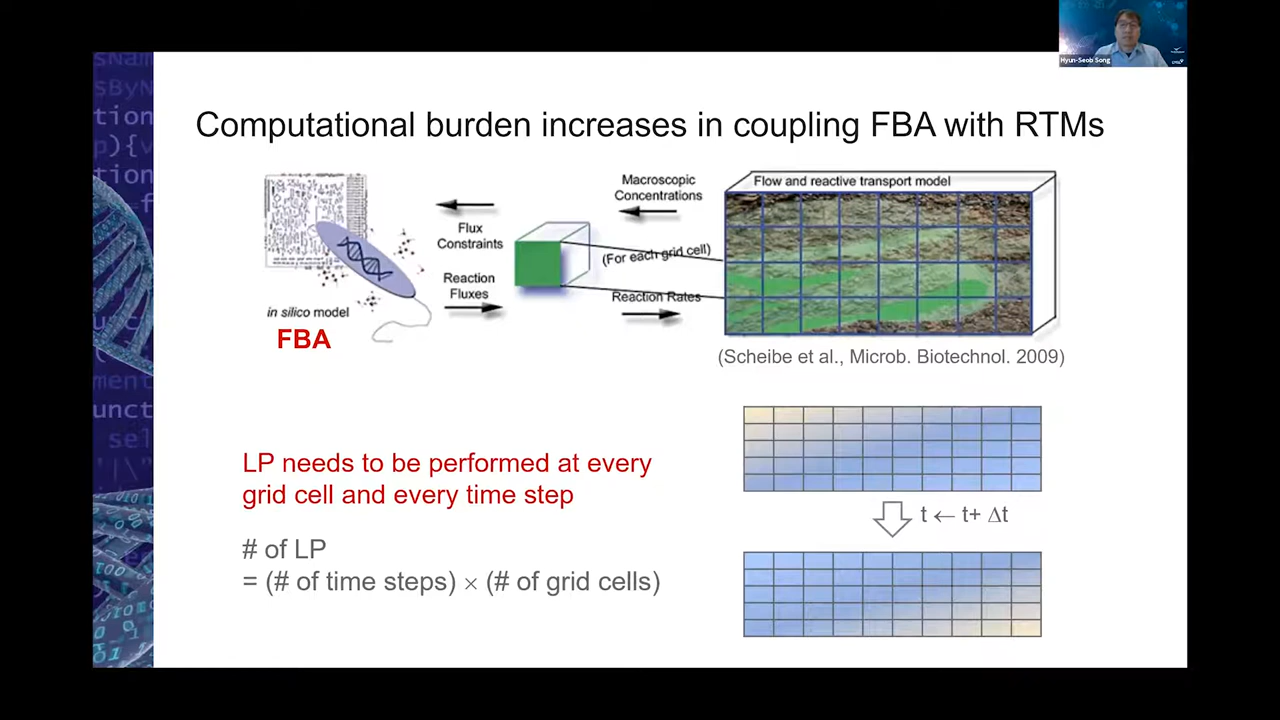 Hyun-Seob Song
Computational burden increases in coupling FBA with RTMs
Macroscopic
Concentrations
Flow and reactive transport model
Flux
Constraints
(For each grid cell)
Reaction
Fluxes
Reaction Rates
in silico model
FBA
(Scheibe et al., Microb. Biotechnol. 2009)
LP needs to be performed at every
grid cell and every time step
t ← t+ Δt
# of LP
= (# of time steps) × (# of grid cells)